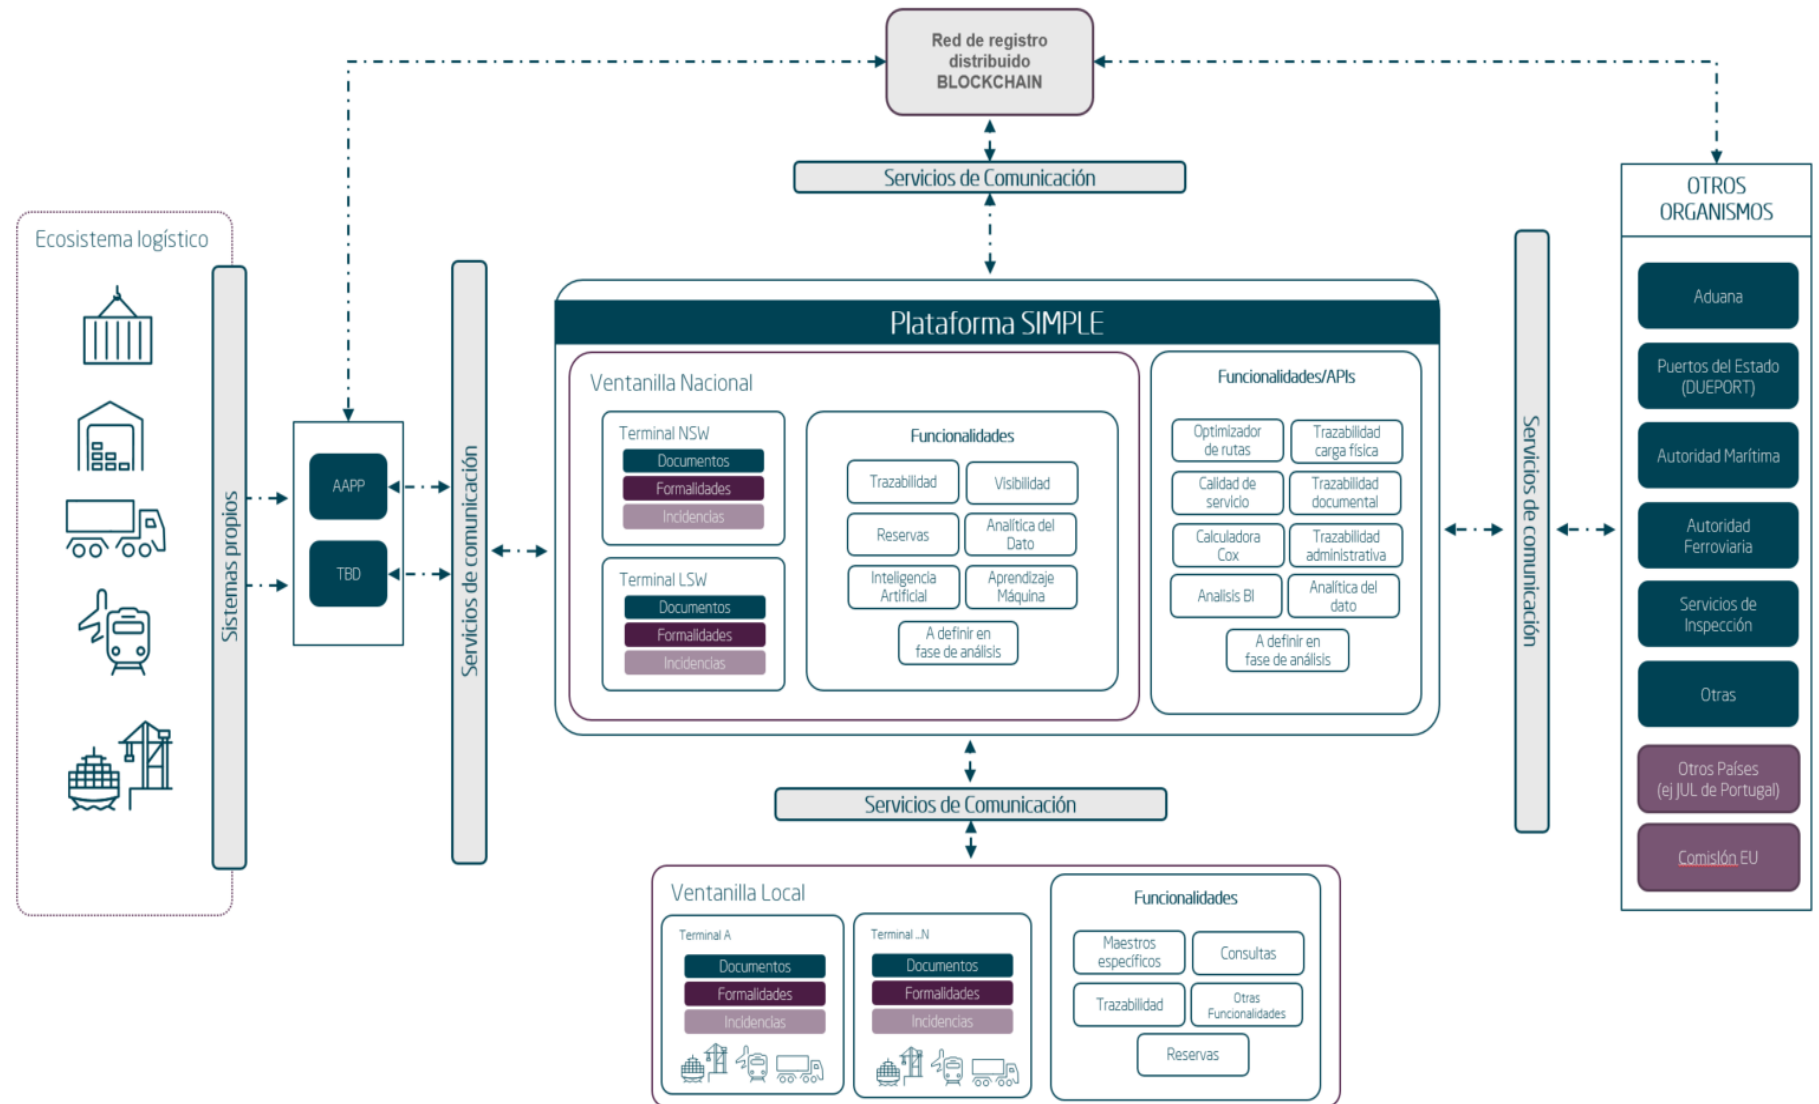 Red de registro
distribuido
BLOCKCHAIN
Servicios de Comunicación
Ecosistema logístico
Sistemas propios
AAPP
TBD
Servicios de comunicación
Plataforma SIMPLE
Ventanilla Nacional
Terminal NSW
Documentos
Formalidades
Incidencias
Terminal LSW
Documentos
Formalidades
Incidencias
Funcionalidades
Trazabilidad
Visibilidad
Reservas
Analítica del
Dato
Inteligencia
Artificial
Aprendizaje
Máquina
A definir en
fase de análisis
Funcionalidades/APIs
Optimizador
de rutas
Trazabilidad
carga física
Calidad de
servicio
Trazabilidad
documental
Calculadora
Cox
Trazabilidad
administrativa
Analisis BI
Analítica del
dato
A definir en
fase de análisis
Servicios de comunicación
OTROS
ORGANISMOS
Aduana
Puertos del Estado
(DUEPORT)
Autoridad Marítima
Autoridad
Ferroviaria
Servicios de
Inspección
Otras
Otros Países
(ej JUL de Portugal)
Comisión EU
Servicios de Comunicación
Ventanilla Local
Terminal A
Documentos
Formalidades
Incidencias
Terminal ...N
Documentos
Formalidades
Incidencias
Funcionalidades
Maestros
específicos
Consultas
Trazabilidad
Otras
Funcionalidades
Reservas